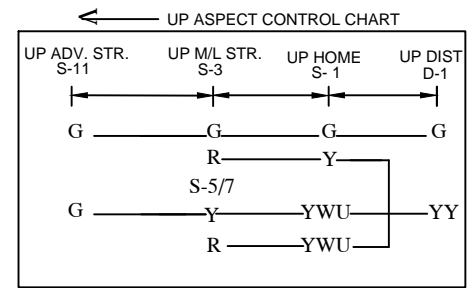 UP ASPECT CONTROL CHART
UP ADV. STR. UP M/L STR. UP HOME UP DIST
S-11 S-3 S- 1 D-1
G G G G
R Y
S-5/7
G Y YWU YY
R YWU